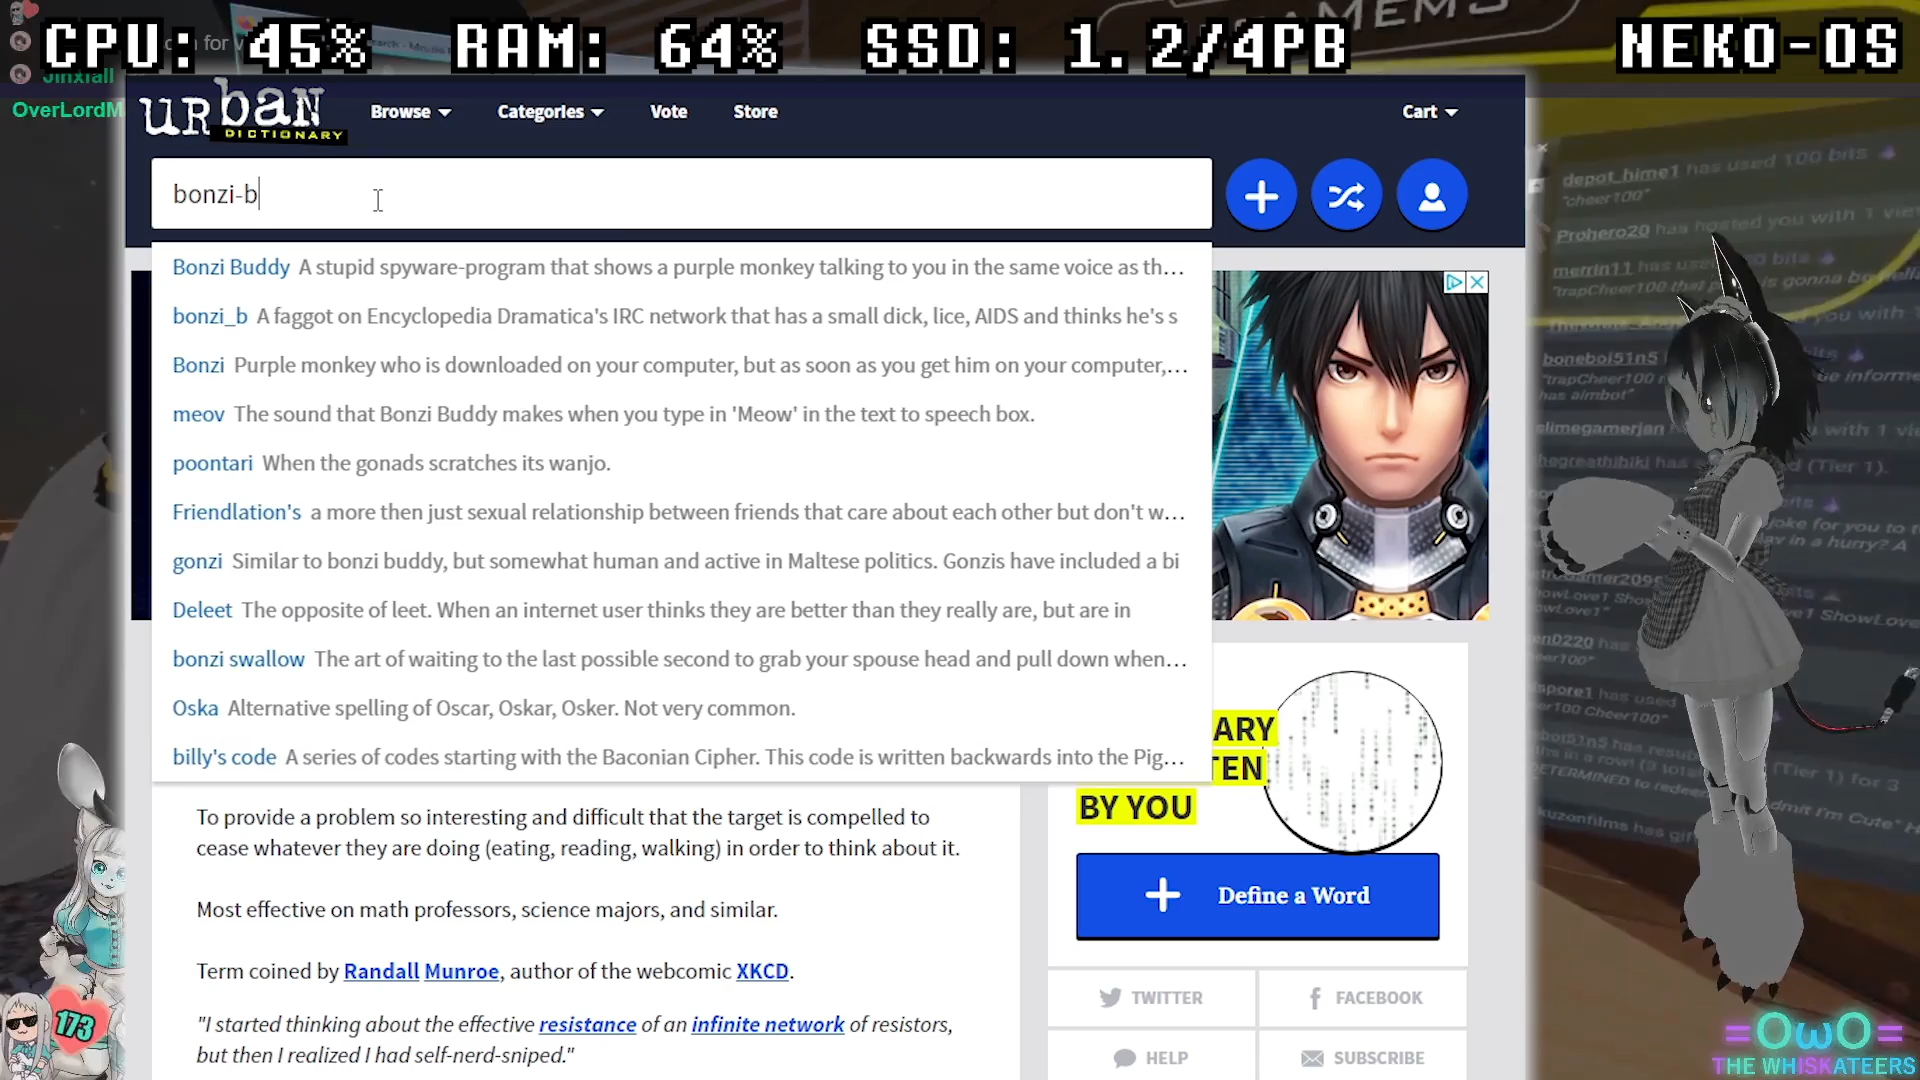 CPU: 45% RAM: 64% SSD: 1.2/4PB NEKO-OS
Jinxiall
OverLordM
urban
DICTIONARY
Browse Categories Vote Store Cart
bonzi-b
Bonzi Buddy A stupid spyware-program that shows a purple monkey talking to you in the same voice as th...
bonzi_b A faggot on Encyclopedia Dramatica's IRC network that has a small dick, lice, AIDS and thinks he's s
Bonzi Purple monkey who is downloaded on your computer, but as soon as you get him on your computer,...
meov The sound that Bonzi Buddy makes when you type in 'Meow' in the text to speech box.
poontari When the gonads scratches its wanjo.
Friendlation's a more then just sexual relationship between friends that care about each other but don't w...
gonzi Similar to bonzi buddy, but somewhat human and active in Maltese politics. Gonzis have included a bi
Deleet The opposite of leet. When an internet user thinks they are better than they really are, but are in
bonzi swallow The art of waiting to the last possible second to grab your spouse head and pull down when...
Oska Alternative spelling of Oscar, Oskar, Osker. Not very common.
billy's code A series of codes starting with the Baconian Cipher. This code is written backwards into the Pig...
To provide a problem so interesting and difficult that the target is compelled to
cease whatever they are doing (eating, reading, walking) in order to think about it.
Most effective on math professors, science majors, and similar.
Term coined by Randall Munroe, author of the webcomic XKCD.
"I started thinking about the effective resistance of an infinite network of resistors,
but then I realized I had self-nerd-sniped."
ARY
TEN
BY YOU
Define a Word
TWITTER FACEBOOK
HELP SUBSCRIBE
depot_hime1 has used 100 bits
"cheer100"
Prohero20 has hosted you with 1 view
merrin11 has used
boneboi51n5
slimegamerjan
173
=OωO=
THE WHISKATEERS